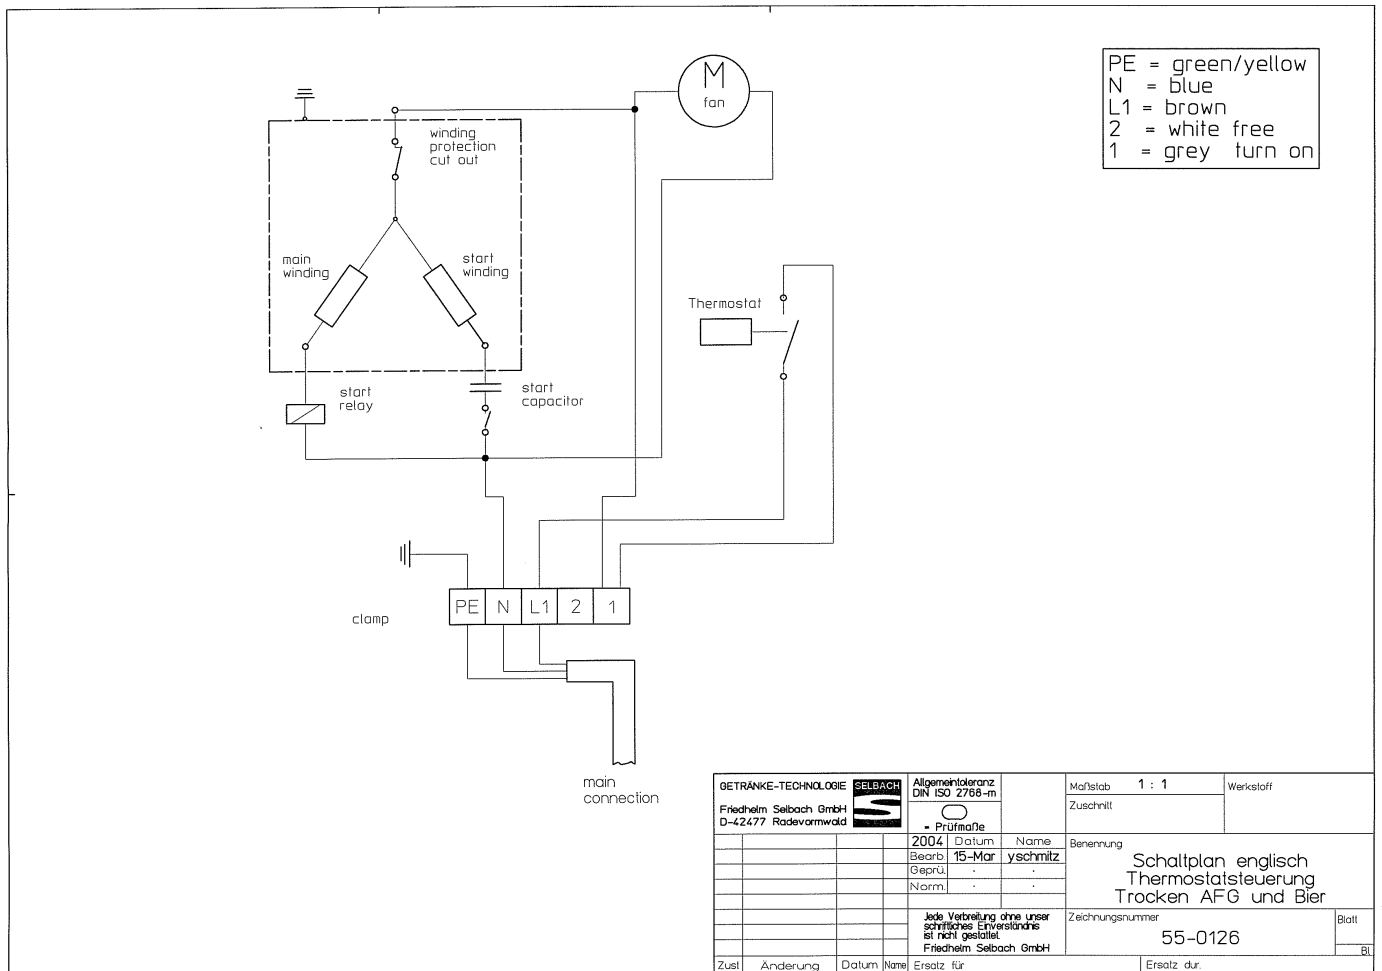 M
fan
PE = green/yellow
N = blue
L1 = brown
2 = white free
1 = grey turn on
winding
protection
cut out
main
winding
start
winding
Thermostat
start
relay
start
capacitor
clamp
PE N L1 2 1
main
connection
GETRÄNKE-TECHNOLOGIE
SELBACH
Friedhelm Selbach GmbH
D-42477 Radevormwald
Allgemeintoleranz
DIN ISO 2768-m
= Prüfmaße
Maßstab 1 : 1
Werkstoff
Zuschnitt
2004 Datum Name
Bearb. 15-Mar yschmitz
Geprü.
Norm.
Benennung
Schaltplan englisch
Thermostatsteuerung
Trocken AFG und Bier
Jede Verbreitung ohne unser
schriftliches Einverständnis
ist nicht gestattet.
Friedhelm Selbach GmbH
Zeichnungsnummer
55-0126
Blatt
Bl
Zust Änderung Datum Name Ersatz für Ersatz dur.